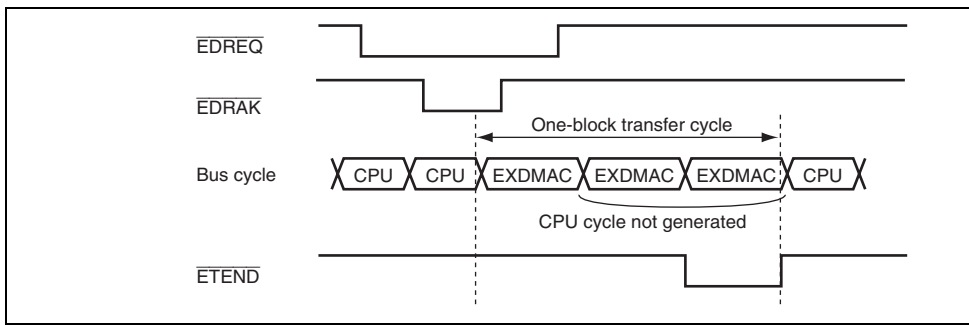 EDREQ
EDRAK
One-block transfer cycle
Bus cycle CPU CPU EXDMAC EXDMAC EXDMAC CPU
CPU cycle not generated
ETEND